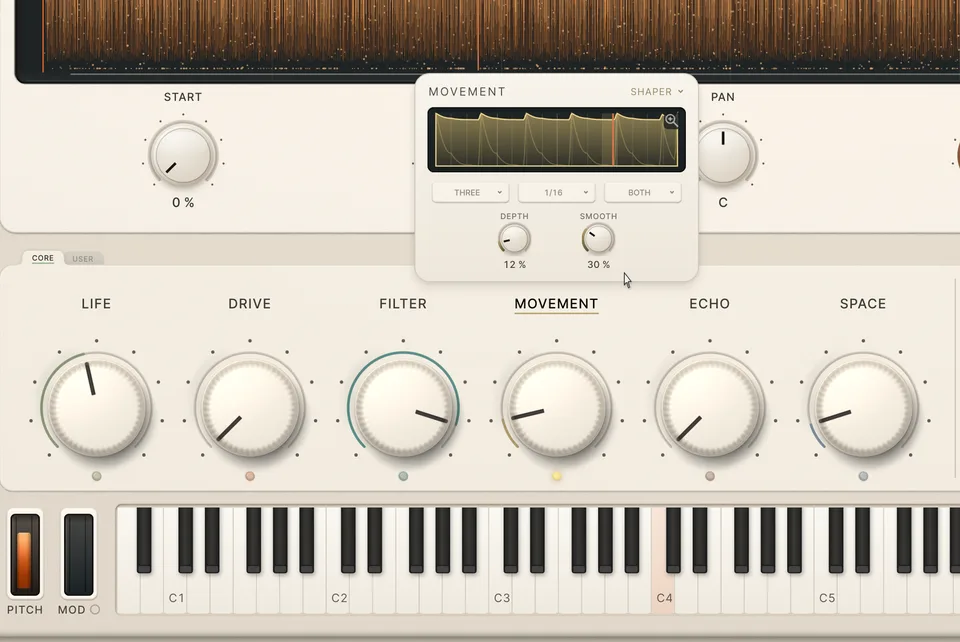 MOVEMENT SHAPER
START
PAN
THREE 1/16 BOTH
0 %
C
DEPTH SMOOTH
12 % 30 %
CORE USER
LIFE DRIVE FILTER MOVEMENT ECHO SPACE
PITCH MOD
C1 C2 C3 C4 C5